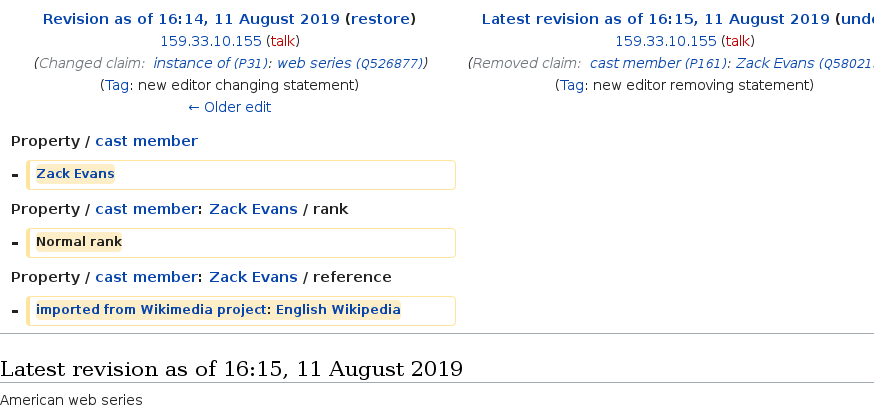 Revision as of 16:14, 11 August 2019 (restore)
159.33.10.155 (talk)
(Changed claim: instance of (P31): web series (Q526877))
(Tag: new editor changing statement)
← Older edit
Latest revision as of 16:15, 11 August 2019
159.33.10.155 (talk)
(Removed claim: cast member (P161): Zack Evans
(Tag: new editor removing statement)
Property / cast member
- Zack Evans
Property / cast member: Zack Evans / rank
- Normal rank
Property / cast member: Zack Evans / reference
- imported from Wikimedia project: English Wikipedia
Latest revision as of 16:15, 11 August 2019
American web series